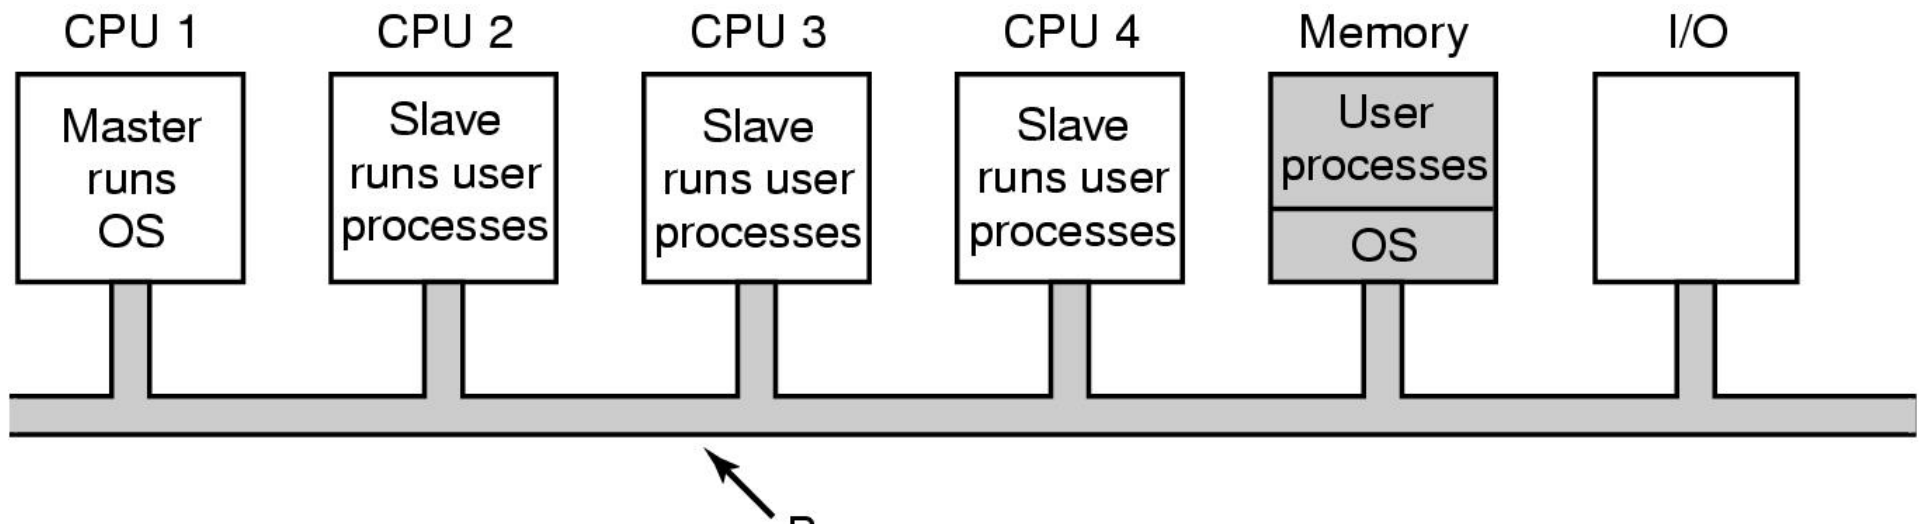 CPU 1
CPU 2
CPU 3
CPU 4
Memory
I/O
Master
runs
OS
Slave
runs user
processes
Slave
runs user
processes
Slave
runs user
processes
User
processes
OS